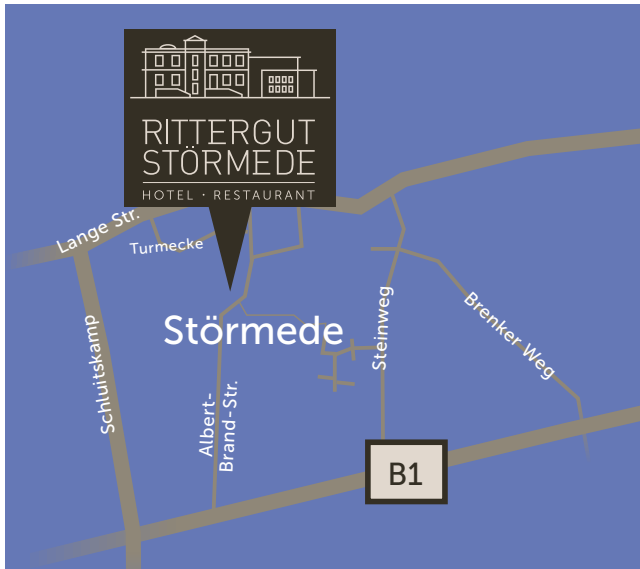 RITTERGUT
STÖRMEDE
HOTEL · RESTAURANT
Lange Str.
Turmecke
Störmede
Schluitskamp
Albert-
Brand-Str.
Steinweg
Brenker Weg
B1